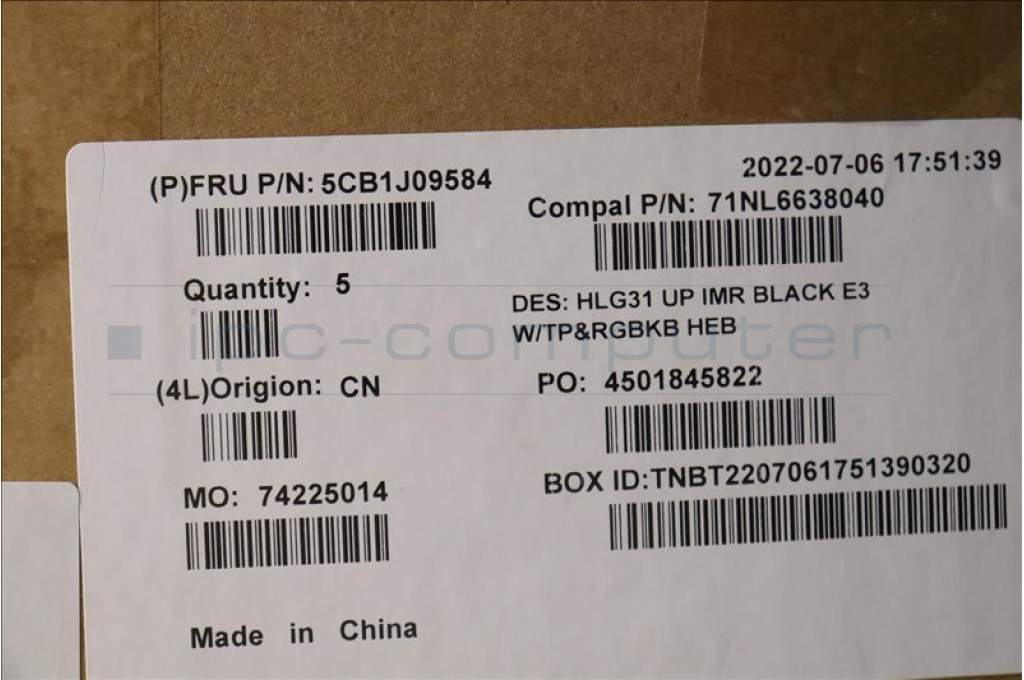 2022-07-06 17:51:39
(P)FRU P/N: 5CB1J09584
Compal P/N: 71NL6638040
Quantity: 5
DES: HLG31 UP IMR BLACK E3
W/TP&RGBKB HEB
ipc-computer
(4L)Origion: CN
PO: 4501845822
MO: 74225014
BOX ID:TNBT2207061751390320
Made in China